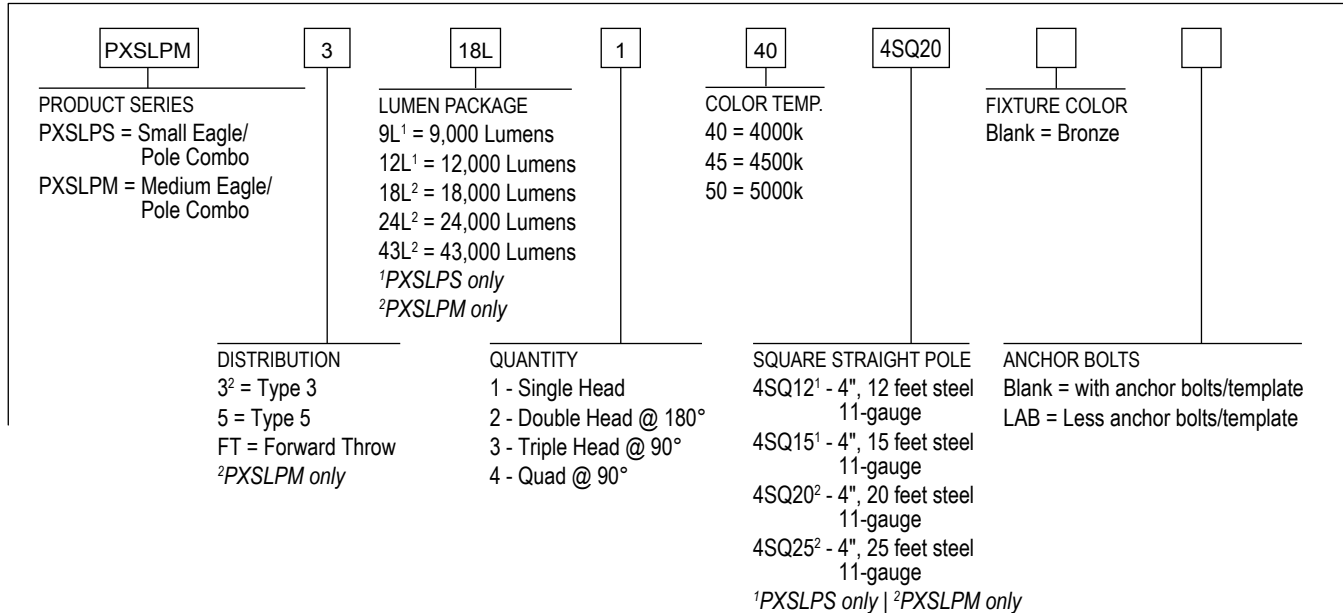 PXSLPM 3 18L 1 40 4SQ20
PRODUCT SERIES
PXSLPS = Small Eagle/
Pole Combo
PXSLPM = Medium Eagle/
Pole Combo
LUMEN PACKAGE
9L¹ = 9,000 Lumens
12L¹ = 12,000 Lumens
18L² = 18,000 Lumens
24L² = 24,000 Lumens
43L² = 43,000 Lumens
¹PXSLPS only
²PXSLPM only
COLOR TEMP.
40 = 4000k
45 = 4500k
50 = 5000k
FIXTURE COLOR
Blank = Bronze
DISTRIBUTION
3² = Type 3
5 = Type 5
FT = Forward Throw
²PXSLPM only
QUANTITY
1 - Single Head
2 - Double Head @ 180°
3 - Triple Head @ 90°
4 - Quad @ 90°
SQUARE STRAIGHT POLE
4SQ12¹ - 4", 12 feet steel
11-gauge
4SQ15¹ - 4", 15 feet steel
11-gauge
4SQ20² - 4", 20 feet steel
11-gauge
4SQ25² - 4", 25 feet steel
11-gauge
¹PXSLPS only | ²PXSLPM only
ANCHOR BOLTS
Blank = with anchor bolts/template
LAB = Less anchor bolts/template